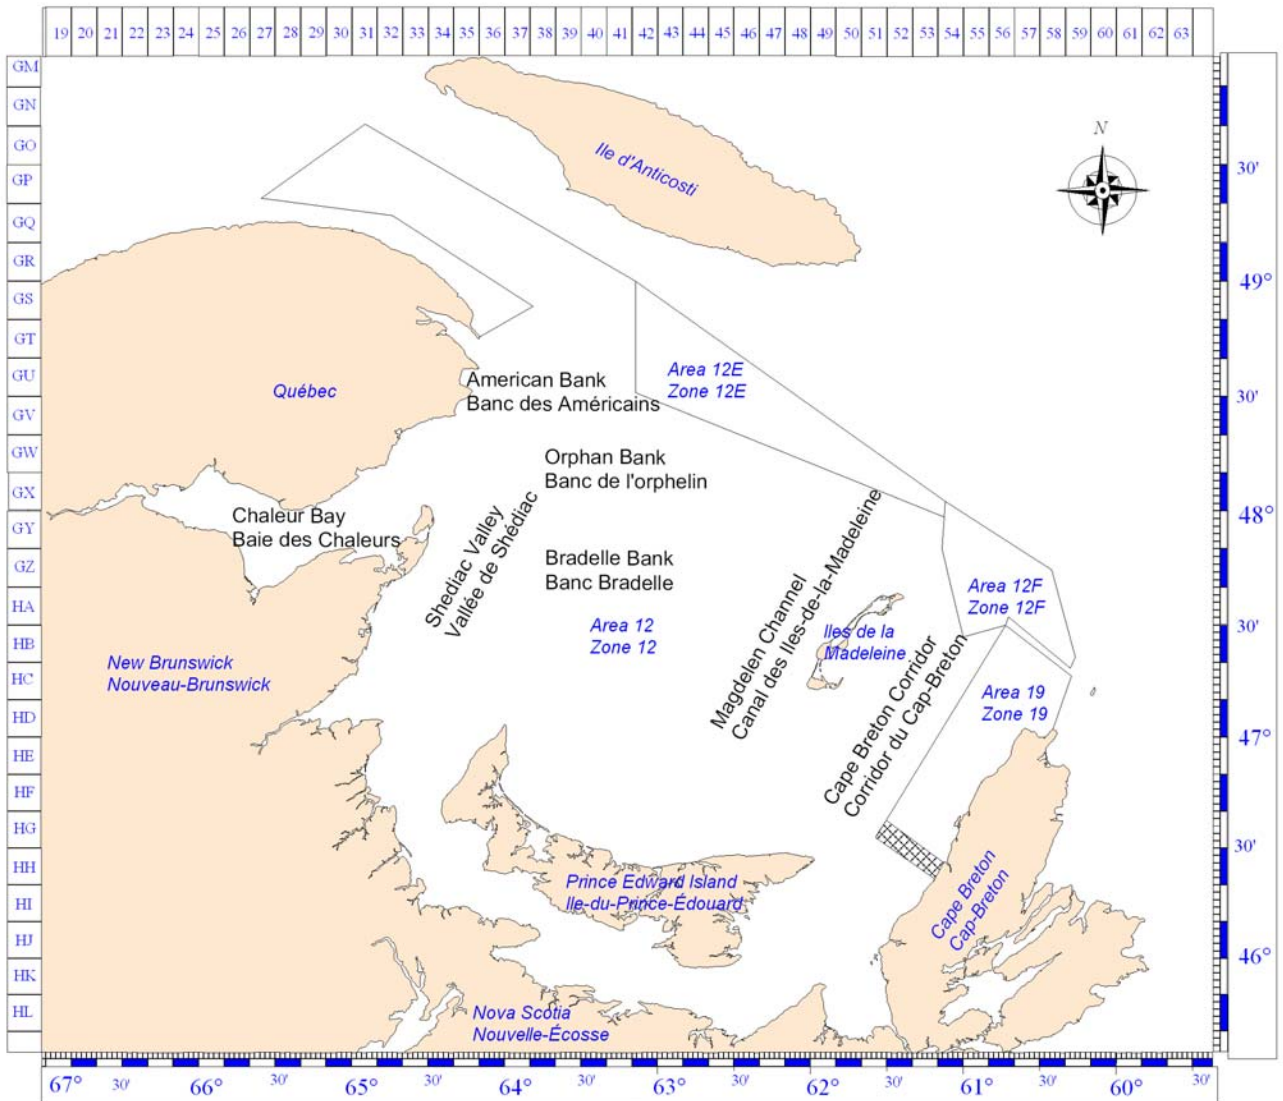 19 20 21 22 23 24 25 26 27 28 29 30 31 32 33 34 35 36 37 38 39 40 41 42 43 44 45 46 47 48 49 50 51 52 53 54 55 56 57 58 59 60 61 62 63
GM
GN
GO
GP
GQ
GR
GS
GT
GU
GV
GW
GX
GY
GZ
HA
HB
HC
HD
HE
HF
HG
HH
HI
HJ
HK
HL
N
Ile d'Anticosti
30'
49°
30'
48°
30'
47°
30'
46°
Area 12E
Zone 12E
Québec
American Bank
Banc des Américains
Orphan Bank
Banc de l'orphelin
Chaleur Bay
Baie des Chaleurs
Shediac Valley
Vallée de Shédiac
Bradelle Bank
Banc Bradelle
Area 12
Zone 12
Magdelen Channel
Canal des Iles-de-la-Madeleine
Iles de la
Madeleine
Area 12F
Zone 12F
New Brunswick
Nouveau-Brunswick
Cape Breton Corridor
Corridor du Cap-Breton
Area 19
Zone 19
Prince Edward Island
Ile-du-Prince-Édouard
Cape Breton
Cap-Breton
Nova Scotia
Nouvelle-Écosse
67° 30' 66° 30' 65° 30' 64° 30' 63° 30' 62° 30' 61° 30' 60° 30'